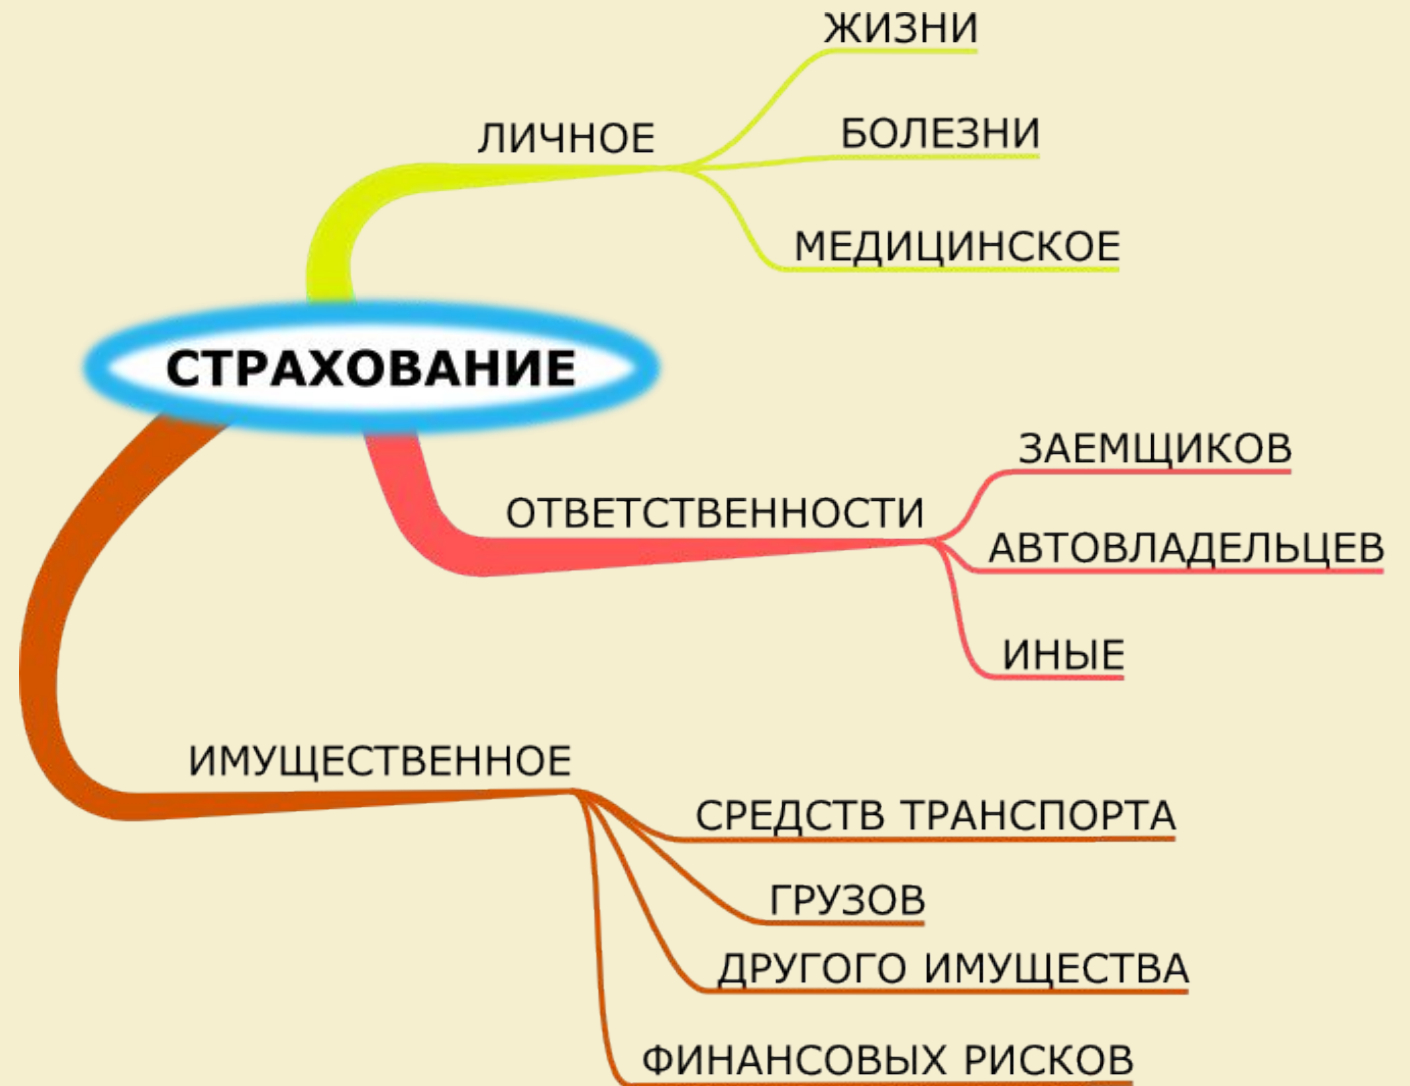 ЖИЗНИ
ЛИЧНОЕ
БОЛЕЗНИ
МЕДИЦИНСКОЕ
СТРАХОВАНИЕ
ЗАЕМЩИКОВ
ОТВЕТСТВЕННОСТИ
АВТОВЛАДЕЛЬЦЕВ
ИНЫЕ
ИМУЩЕСТВЕННОЕ
СРЕДСТВ ТРАНСПОРТА
ГРУЗОВ
ДРУГОГО ИМУЩЕСТВА
ФИНАНСОВЫХ РИСКОВ